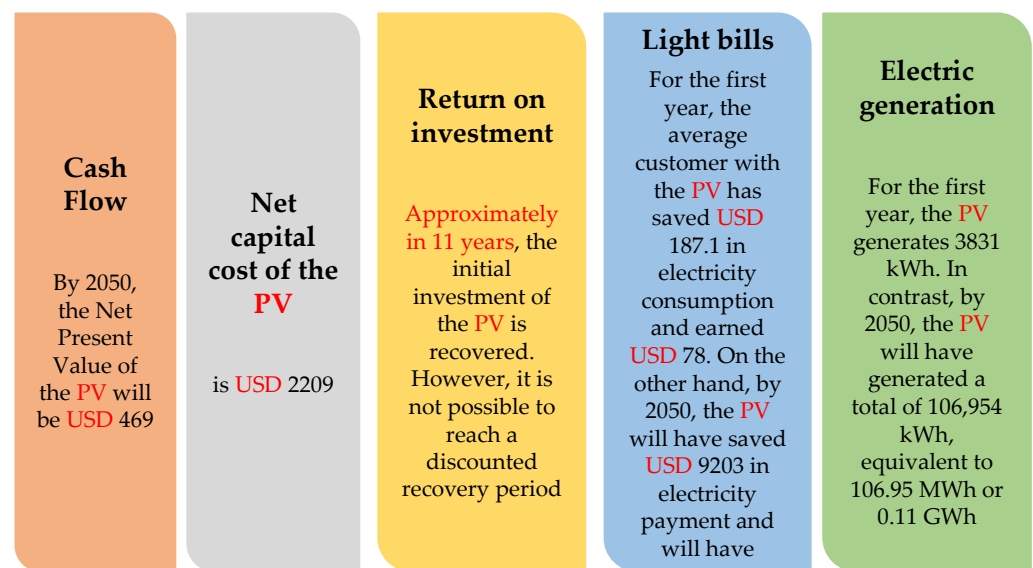 Cash
Flow
By 2050,
the Net
Present
Value of
the PV will
be USD 469
Net
capital
cost of the
PV
is USD 2209
Return on
investment
Approximately
in 11 years, the
initial
investment of
the PV is
recovered.
However, it is
not possible to
reach a
discounted
recovery period
Light bills
For the first
year, the
average
customer with
the PV has
saved USD
187.1 in
electricity
consumption
and earned
USD 78. On the
other hand, by
2050, the PV
will have saved
USD 9203 in
electricity
payment and
will have
Electric
generation
For the first
year, the PV
generates 3831
kWh. In
contrast, by
2050, the PV
will have
generated a
total of 106,954
kWh,
equivalent to
106.95 MWh or
0.11 GWh